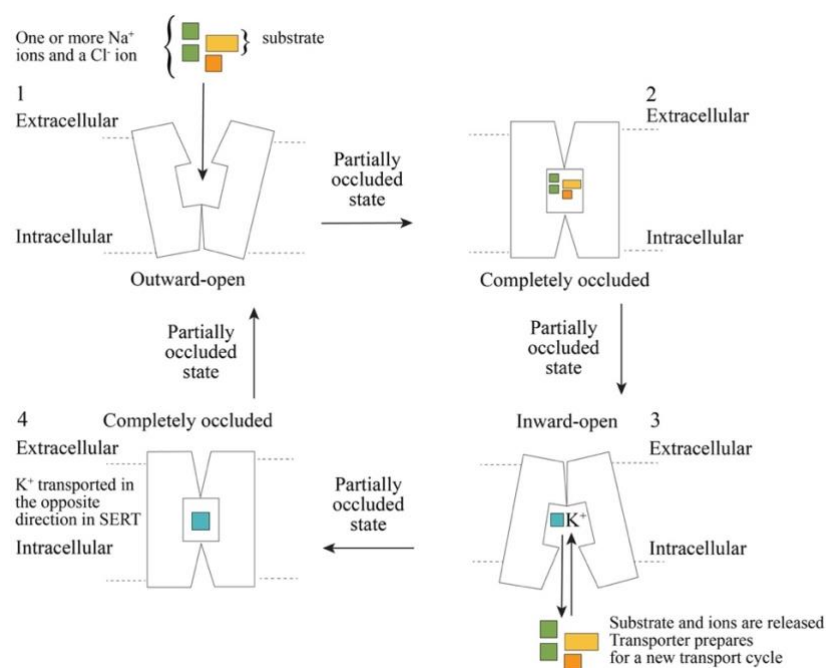 One or more Na⁺
ions and a Cl⁻ ion
substrate
1
Extracellular
Intracellular
Outward-open
Partially
occluded
state
2
Extracellular
Intracellular
Completely occluded
Partially
occluded
state
Partially
occluded
state
4
Completely occluded
Extracellular
K⁺ transported in
the opposite
direction in SERT
Intracellular
Partially
occluded
state
Inward-open
3
Extracellular
K⁺
Intracellular
Substrate and ions are released
Transporter prepares
for a new transport cycle